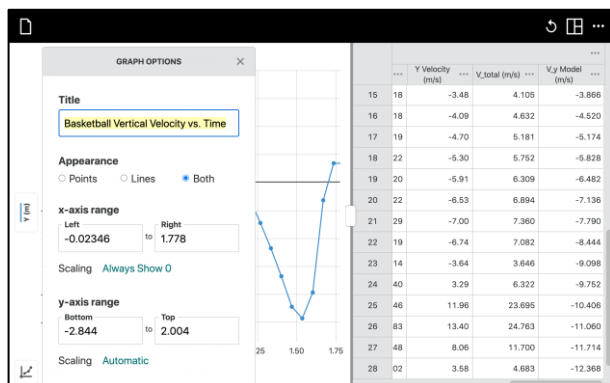 GRAPH OPTIONS
Title
Basketball Vertical Velocity vs. Time
Appearance
Points Lines Both
x-axis range
Left Right
-0.02346 to 1.778
Scaling Always Show 0
y-axis range
Bottom Top
-2.844 to 2.004
Scaling Automatic
Y (m)
25 1.50 1.75
Y Velocity (m/s) V_total (m/s) V_y Model (m/s)
15 18 -3.48 4.105 -3.866
16 18 -4.09 4.632 -4.520
17 19 -4.70 5.181 -5.174
18 22 -5.30 5.752 -5.828
19 20 -5.91 6.309 -6.482
20 22 -6.53 6.894 -7.136
21 29 -7.00 7.360 -7.790
22 19 -6.74 7.082 -8.444
23 14 -3.64 3.646 -9.098
24 40 3.29 6.322 -9.752
25 46 11.96 23.695 -10.406
26 83 13.40 24.763 -11.060
27 48 8.06 11.700 -11.714
28 02 3.58 4.683 -12.368